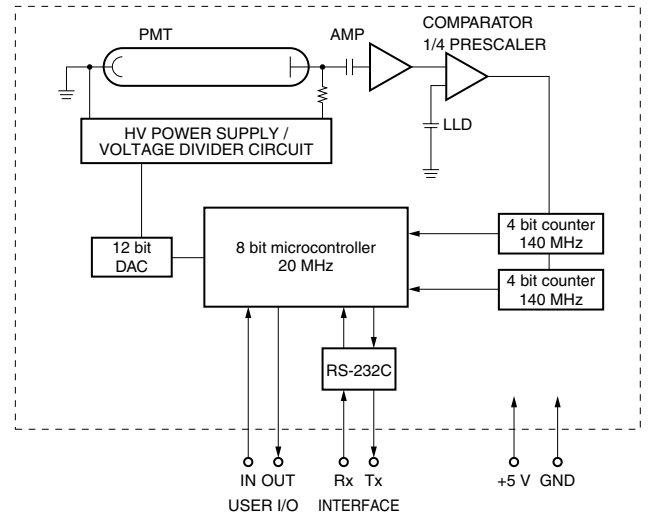 PMT
AMP
COMPARATOR
1/4 PRESCALER
LLD
HV POWER SUPPLY /
VOLTAGE DIVIDER CIRCUIT
12 bit
DAC
8 bit microcontroller
20 MHz
4 bit counter
140 MHz
4 bit counter
140 MHz
RS-232C
IN OUT
USER I/O
Rx Tx
INTERFACE
+5 V GND